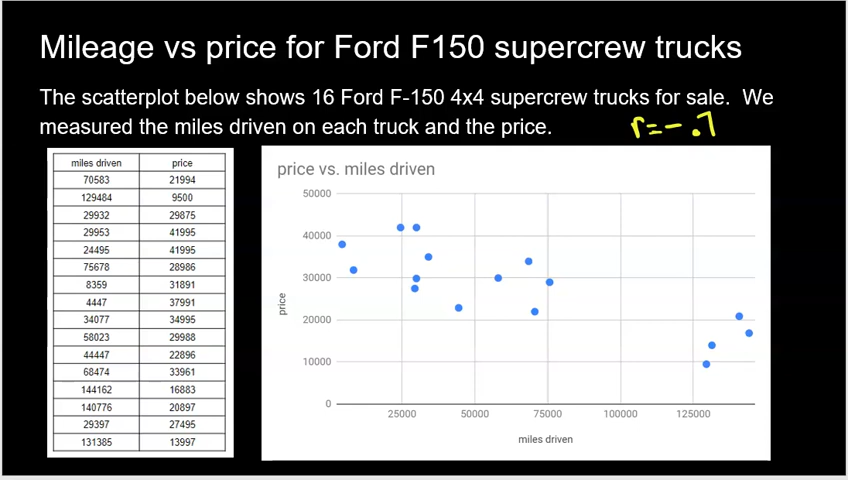 Mileage vs price for Ford F150 supercrew trucks
The scatterplot below shows 16 Ford F-150 4x4 supercrew trucks for sale. We
measured the miles driven on each truck and the price.
r=-.7
miles driven price
70583 21994
129484 9500
29932 29875
29953 41995
24495 41995
75678 28986
8359 31891
4447 37991
34077 34995
58023 29988
44447 22896
68474 33961
144162 16883
140776 20897
29397 27495
131385 13997
price vs. miles driven
50000
40000
30000
20000
10000
0
price
25000 50000 75000 100000 125000
miles driven